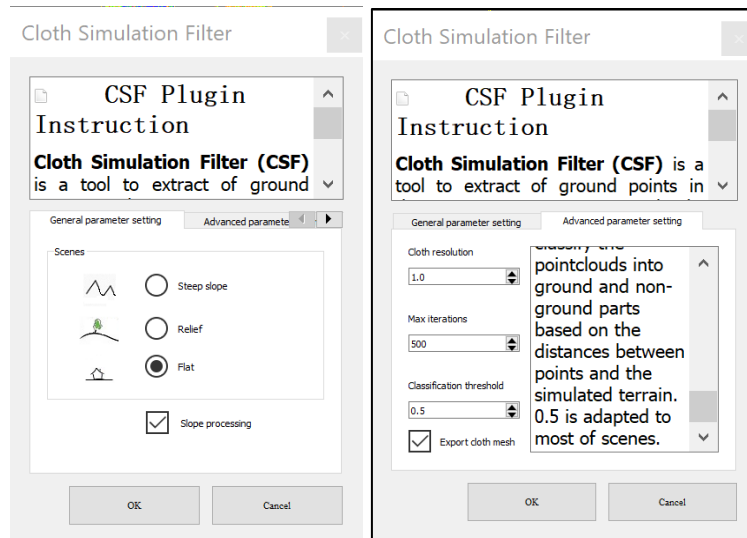 Cloth Simulation Filter
CSF Plugin
Instruction
Cloth Simulation Filter (CSF)
is a tool to extract of ground
General parameter setting
Advanced paramete
Scenes
Steep slope
Relief
Flat
Slope processing
OK
Cancel
Cloth Simulation Filter
CSF Plugin
Instruction
Cloth Simulation Filter (CSF) is a
tool to extract of ground points in
General parameter setting
Advanced parameter setting
Cloth resolution
1.0
Max iterations
500
Classification threshold
0.5
Export cloth mesh
classify the
pointclouds into
ground and non-
ground parts
based on the
distances between
points and the
simulated terrain.
0.5 is adapted to
most of scenes.
OK
Cancel